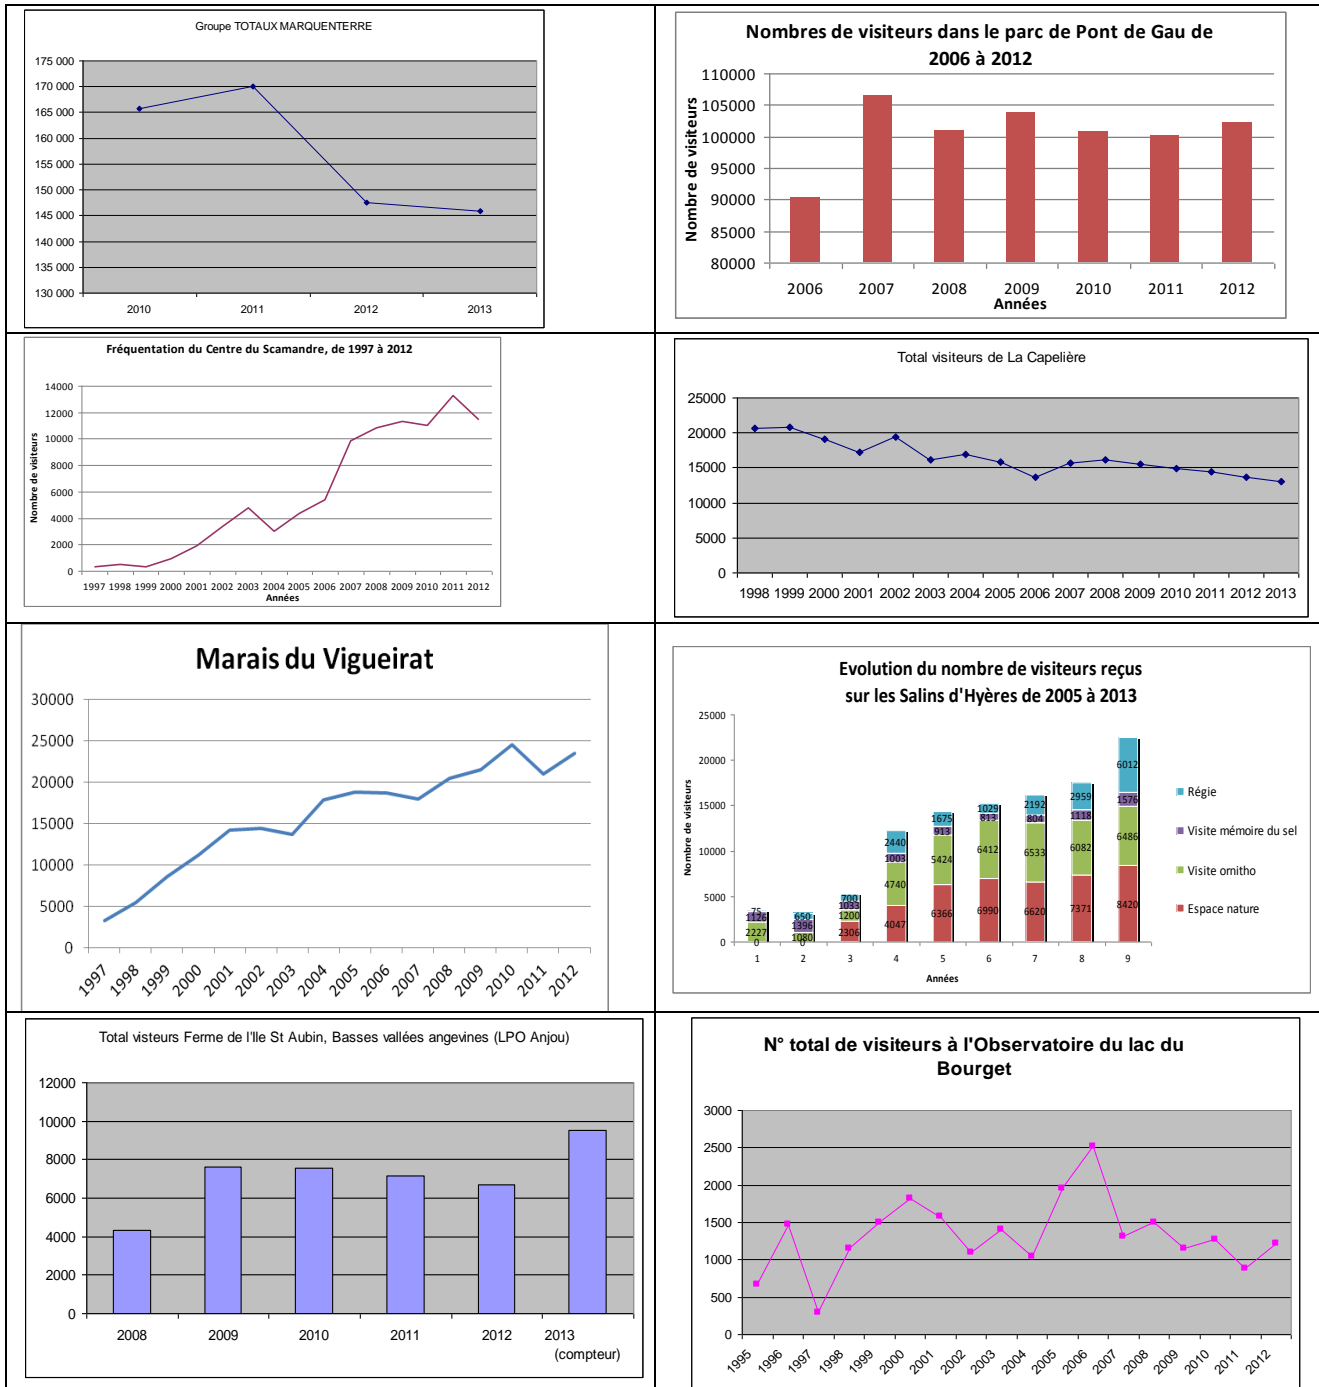 Groupe TOTAUX MARQUENTERRE
175 000
170 000
165 000
160 000
155 000
150 000
145 000
140 000
135 000
130 000
2010 2011 2012 2013
Nombres de visiteurs dans le parc de Pont de Gau de
2006 à 2012
Nombre de visiteurs
110000
105000
100000
95000
90000
85000
80000
2006 2007 2008 2009 2010 2011 2012
Années
Fréquentation du Centre du Scamandre, de 1997 à 2012
Nombre de visiteurs
14000
12000
10000
8000
6000
4000
2000
0
1997 1998 1999 2000 2001 2002 2003 2004 2005 2006 2007 2008 2009 2010 2011 2012
Années
Total visiteurs de La Capelière
25000
20000
15000
10000
5000
0
1998 1999 2000 2001 2002 2003 2004 2005 2006 2007 2008 2009 2010 2011 2012 2013
Marais du Vigueirat
30000
25000
20000
15000
10000
5000
0
1997 1998 1999 2000 2001 2002 2003 2004 2005 2006 2007 2008 2009 2010 2011 2012
Evolution du nombre de visiteurs reçus
sur les Salins d'Hyères de 2005 à 2013
Nombre de visiteurs
25000
20000
15000
10000
5000
0
75 650 700 2440 1675 1029 2192 2959 6012
1126 1396 1033 1003 913 813 804 1118 1576
2227 1080 1200 4740 5424 6412 6533 6082 6486
0 0 2306 4047 6366 6990 6620 7371 8420
1 2 3 4 5 6 7 8 9
Années
Régie
Visite mémoire du sel
Visite ornitho
Espace nature
Total visteurs Ferme de l'Ile St Aubin, Basses vallées angevines (LPO Anjou)
12000
10000
8000
6000
4000
2000
0
2008 2009 2010 2011 2012 2013
(compteur)
N° total de visiteurs à l'Observatoire du lac du
Bourget
3000
2500
2000
1500
1000
500
0
1995 1996 1997 1998 1999 2000 2001 2002 2003 2004 2005 2006 2007 2008 2009 2010 2011 2012